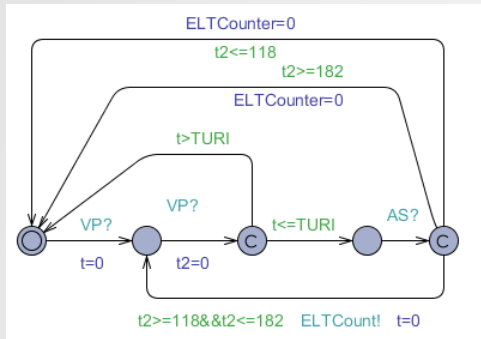 ELTCounter=0
t2<=118
t2>=182
ELTCounter=0
t>TURI
VP?
VP?
t<=TURI
AS?
C
C
t=0
t2=0
t2>=118&&t2<=182 ELTCount! t=0